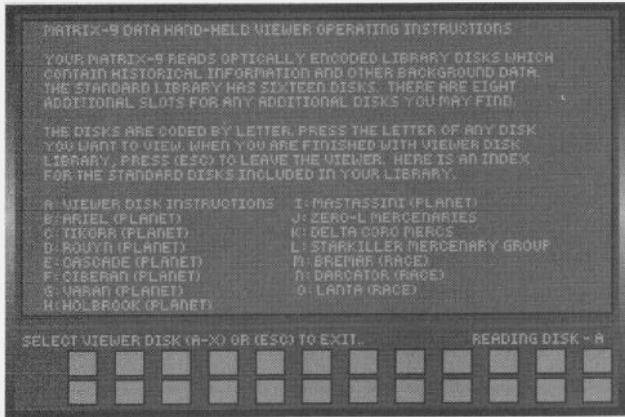 MATRIX-9 DATA HAND-HELD VIEWER OPERATING INSTRUCTIONS
YOUR MATRIX-9 READS OPTICALLY ENCODED LIBRARY DISKS WHICH
CONTAIN HISTORICAL INFORMATION AND OTHER BACKGROUND DATA.
THE STANDARD LIBRARY HAS SIXTEEN DISKS. THERE ARE EIGHT
ADDITIONAL SLOTS FOR ANY ADDITIONAL DISKS YOU MAY FIND.
THE DISKS ARE CODED BY LETTER. PRESS THE LETTER OF ANY DISK
YOU WANT TO VIEW. WHEN YOU ARE FINISHED WITH VIEWER DISK
LIBRARY, PRESS (ESC) TO LEAVE THE VIEWER. HERE IS AN INDEX
FOR THE STANDARD DISKS INCLUDED IN YOUR LIBRARY.
A: VIEWER DISK INSTRUCTIONS
B: ARIEL (PLANET)
C: TIKORR (PLANET)
D: ROUYN (PLANET)
E: CASCADE (PLANET)
F: CIBERAN (PLANET)
G: VARAN (PLANET)
H: HOLBROOK (PLANET)
I: MASTASSINI (PLANET)
J: ZERO-L MERCENARIES
K: DELTA CORO MERCS
L: STARKILLER MERCENARY GROUP
M: BREMAR (RACE)
N: DARCATOR (RACE)
O: LANTA (RACE)
SELECT VIEWER DISK (A-X) OR (ESC) TO EXIT..
READING DISK - A